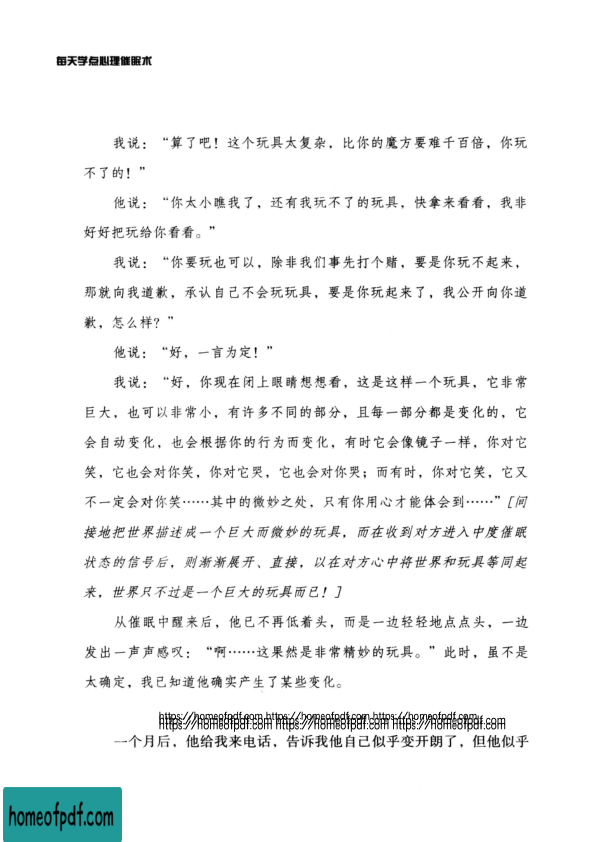 每天学点心理催眠术
我说：“算了吧！这个玩具太复杂，比你的魔方要难千百倍，你玩
不了的！”
他说：“你太小瞧我了，还有我玩不了的玩具，快拿来看看，我非
好好把玩给你看看。”
我说：“你要玩也可以，除非我们事先打个赌，要是你玩不起来，
那就向我道歉，承认自己不会玩玩具，要是你玩起来了，我公开向你道
歉，怎么样？”
他说：“好，一言为定！”
我说：“好，你现在闭上眼睛想想看，这是这样一个玩具，它非常
巨大，也可以非常小，有许多不同的部分，且每一部分都是变化的，它
会自动变化，也会根据你的行为而变化，有时它会像镜子一样，你对它
笑，它也会对你笑，你对它哭，它也会对你哭；而有时，你对它笑，它又
不一定会对你笑……其中的微妙之处，只有你用心才能体会到……”[间
接地把世界描述成一个巨大而微妙的玩具，而在收到对方进入中度催眠
状态的信号后，则渐渐展开、直接，以在对方心中将世界和玩具等同起
来，世界只不过是一个巨大的玩具而已！]
从催眠中醒来后，他已不再低着头，而是一边轻轻地点点头，一边
发出一声声感叹：“啊……这果然是非常精妙的玩具。”此时，虽不是
太确定，我已知道他确实产生了某些变化。
https://homeofpdf.com https://homeofpdf.com https://homeofpdf.com
https://homeofpdf.com https://homeofpdf.com https://homeofpdf.com
一个月后，他给我来电话，告诉我他自己似乎变开朗了，但他似乎
homeofpdf.com